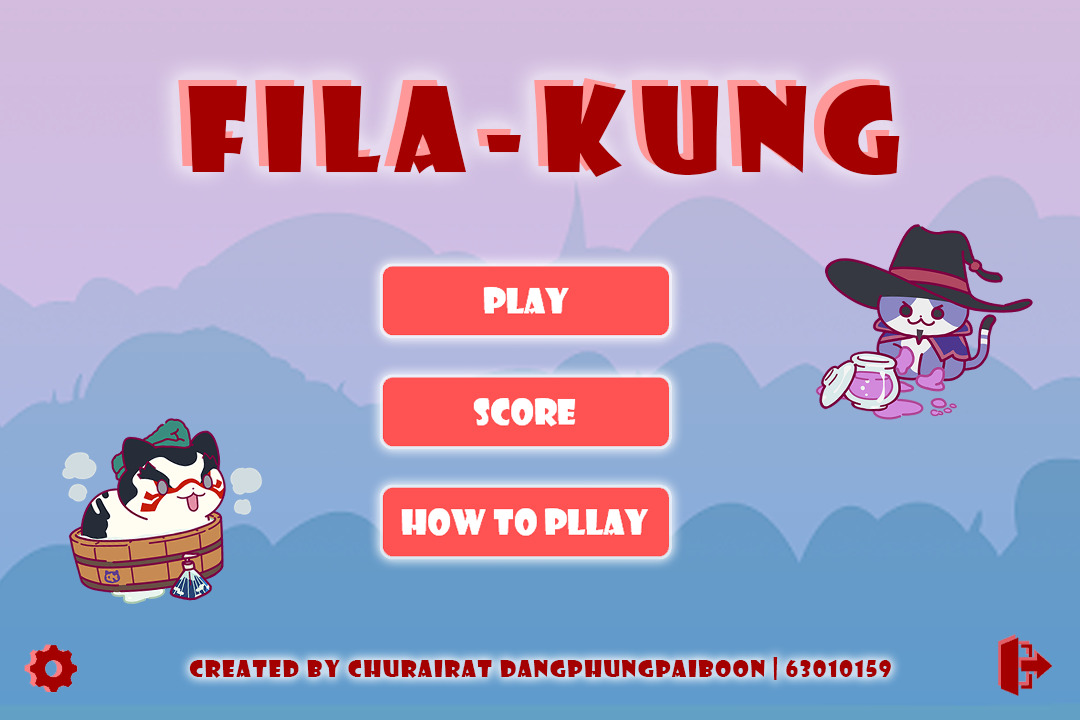 FILA-KUNG
PLAY
SCORE
HOW TO PLLAY
CREATED BY CHURAIRAT DANGPHUNGPAIBOON | 63010159